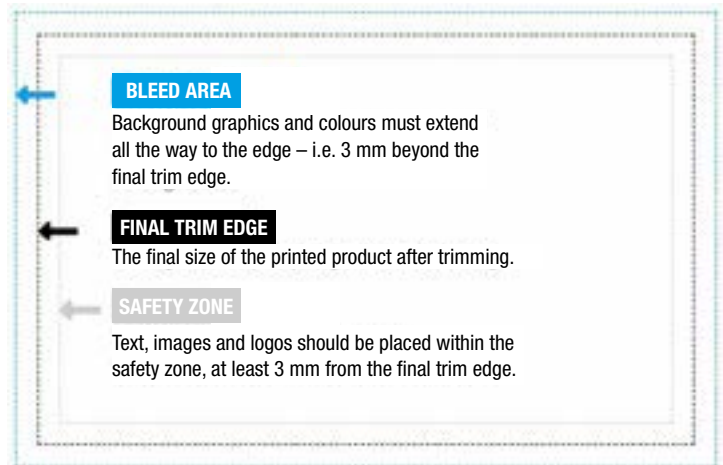 BLEED AREA
Background graphics and colours must extend
all the way to the edge – i.e. 3 mm beyond the
final trim edge.
FINAL TRIM EDGE
The final size of the printed product after trimming.
SAFETY ZONE
Text, images and logos should be placed within the
safety zone, at least 3 mm from the final trim edge.